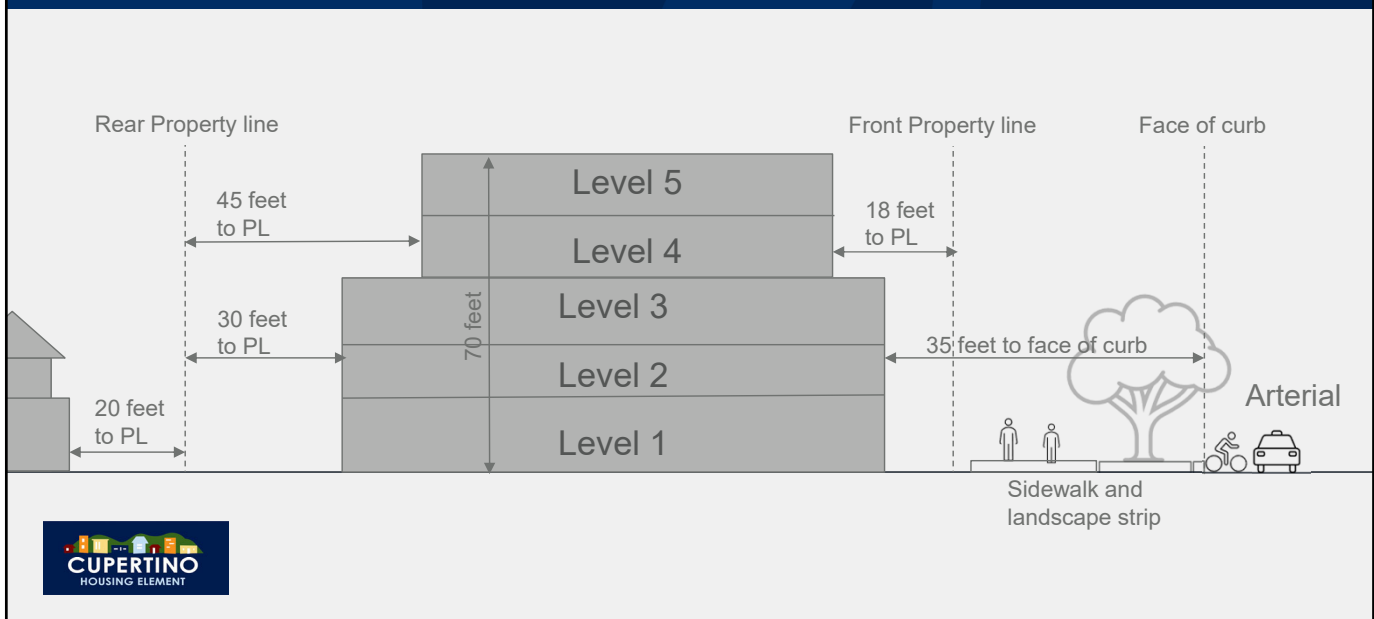 Rear Property line
Front Property line
Face of curb
45 feet
to PL
Level 5
18 feet
to PL
Level 4
30 feet
to PL
70 feet
Level 3
35 feet to face of curb
Level 2
20 feet
to PL
Level 1
Arterial
Sidewalk and
landscape strip
CUPERTINO
HOUSING ELEMENT